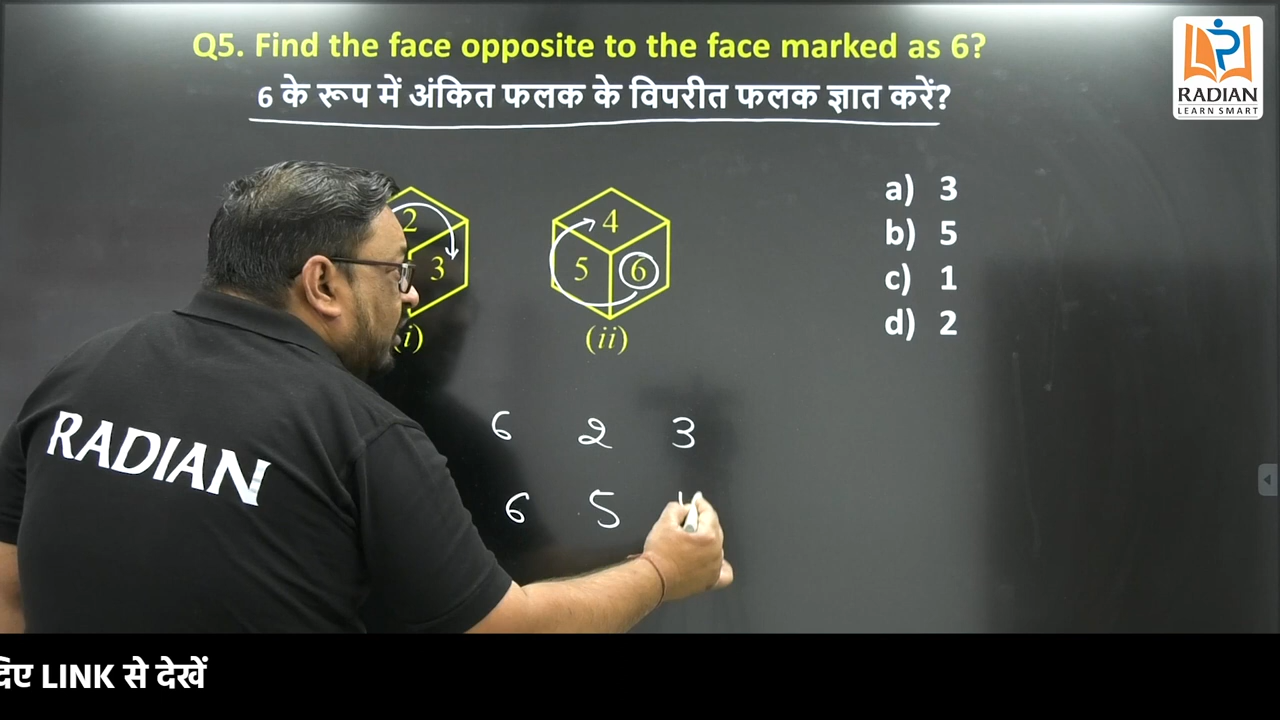 Q5. Find the face opposite to the face marked as 6?
6 के रूप में अंकित फलक के विपरीत फलक ज्ञात करें?
RADIAN
LEARN SMART
2
3
(i)
4
5 6
(ii)
a) 3
b) 5
c) 1
d) 2
6 2 3
6 5
RADIAN
दिए LINK से देखें